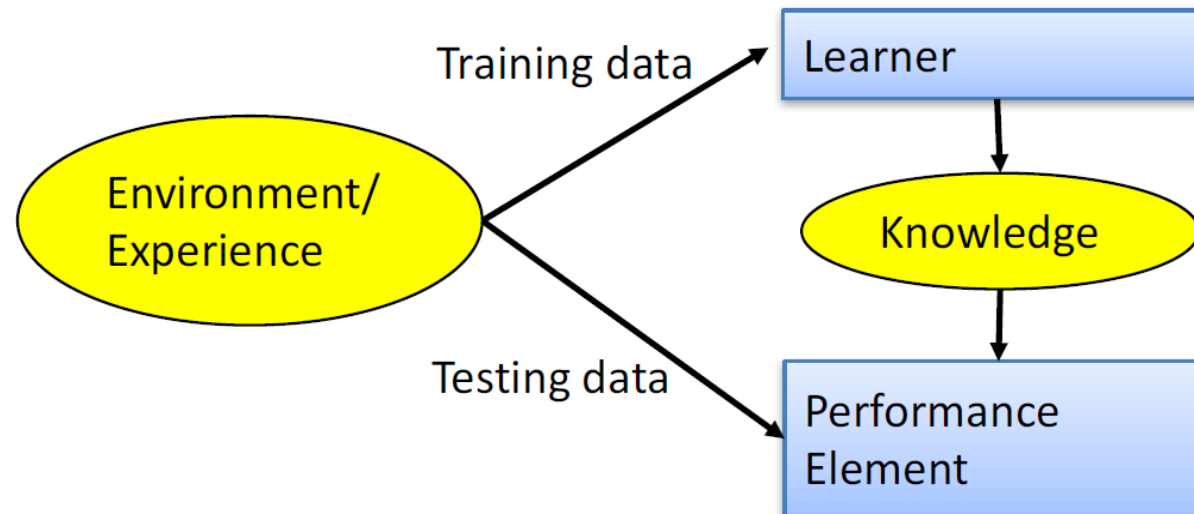 Training data
Learner
Environment/
Experience
Knowledge
Testing data
Performance
Element